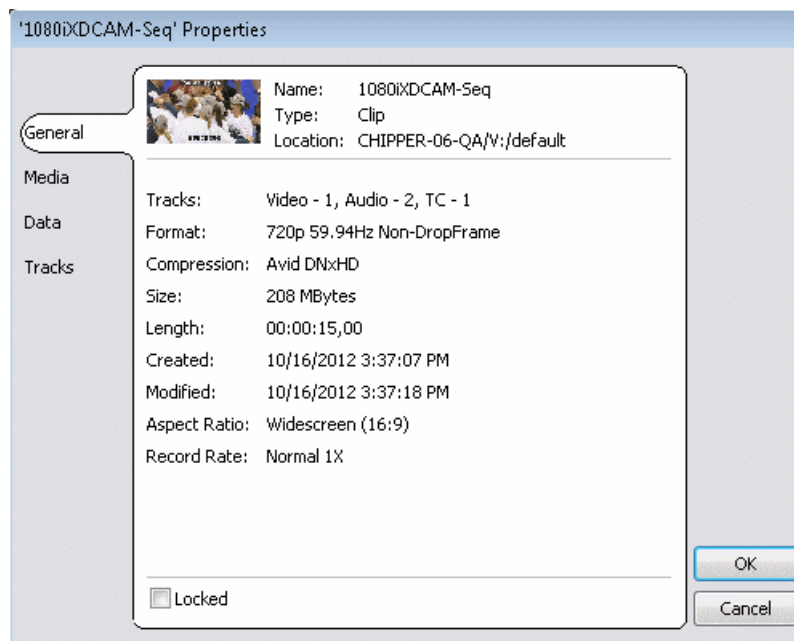 '1080iXDCAM-Seq' Properties
General
Media
Data
Tracks
Name: 1080iXDCAM-Seq
Type: Clip
Location: CHIPPER-06-QA/V:/default
Tracks: Video - 1, Audio - 2, TC - 1
Format: 720p 59.94Hz Non-DropFrame
Compression: Avid DNxHD
Size: 208 MBytes
Length: 00:00:15,00
Created: 10/16/2012 3:37:07 PM
Modified: 10/16/2012 3:37:18 PM
Aspect Ratio: Widescreen (16:9)
Record Rate: Normal 1X
Locked
OK
Cancel